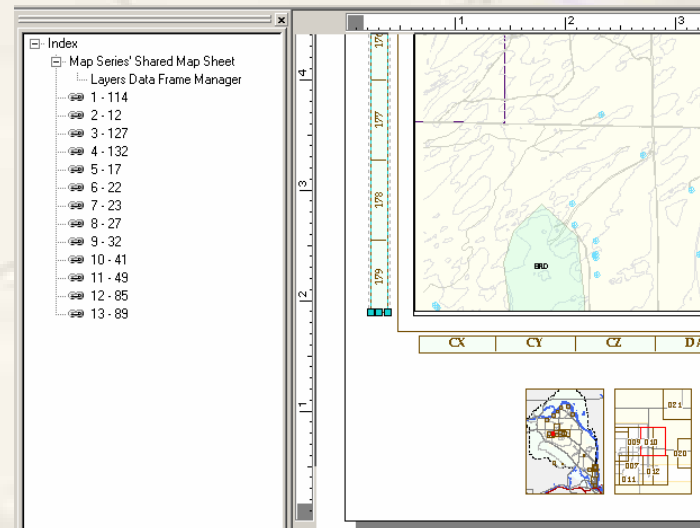 Index
Map Series' Shared Map Sheet
Layers Data Frame Manager
1 - 114
2 - 12
3 - 127
4 - 132
5 - 17
6 - 22
7 - 23
8 - 27
9 - 32
10 - 41
11 - 49
12 - 85
13 - 89
1 2 3
4
3
2
1
176
177
178
179
BRD
CX CY CZ DA
021
009 010
020
007 012
011